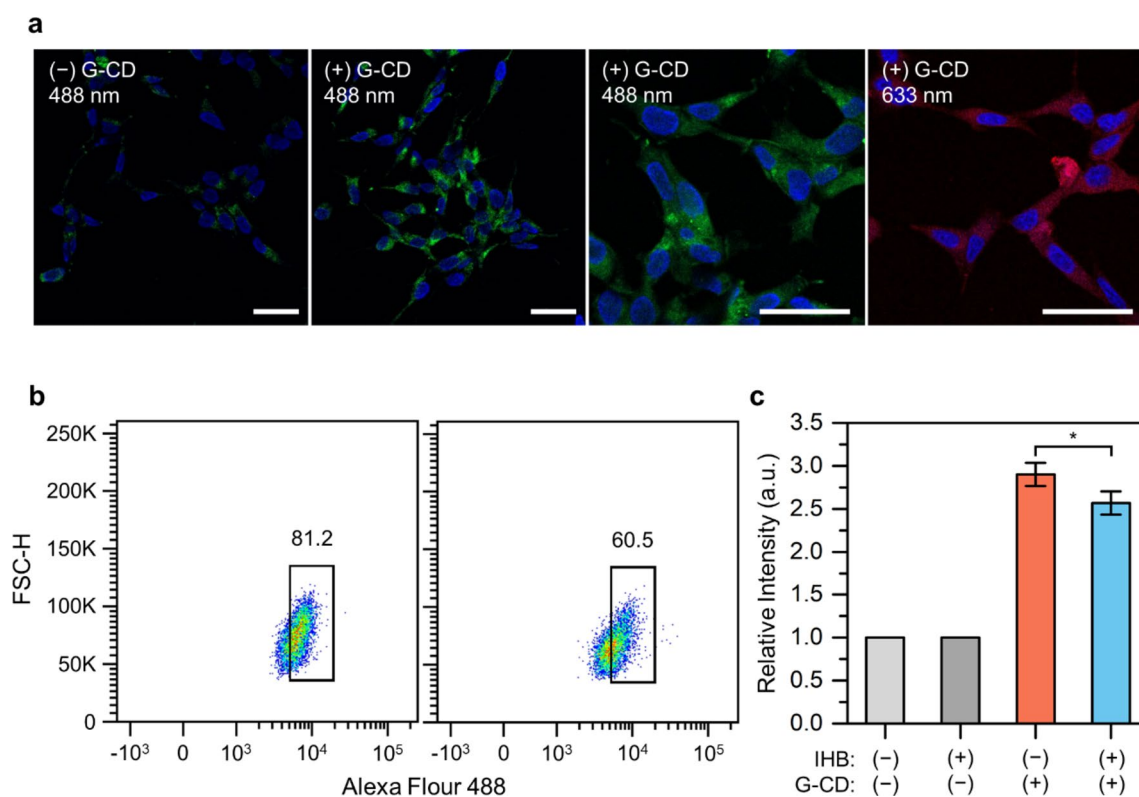 a
(−) G-CD
488 nm
(+) G-CD
488 nm
(+) G-CD
488 nm
(+) G-CD
633 nm
b
250K
200K
150K
100K
50K
0
FSC-H
81.2
60.5
-10³ 0 10³ 10⁴ 10⁵
-10³ 0 10³ 10⁴ 10⁵
Alexa Flour 488
c
3.5
3.0
2.5
2.0
1.5
1.0
0.5
0.0
Relative Intensity (a.u.)
*
IHB: (−) (+) (−) (+)
G-CD: (−) (−) (+) (+)